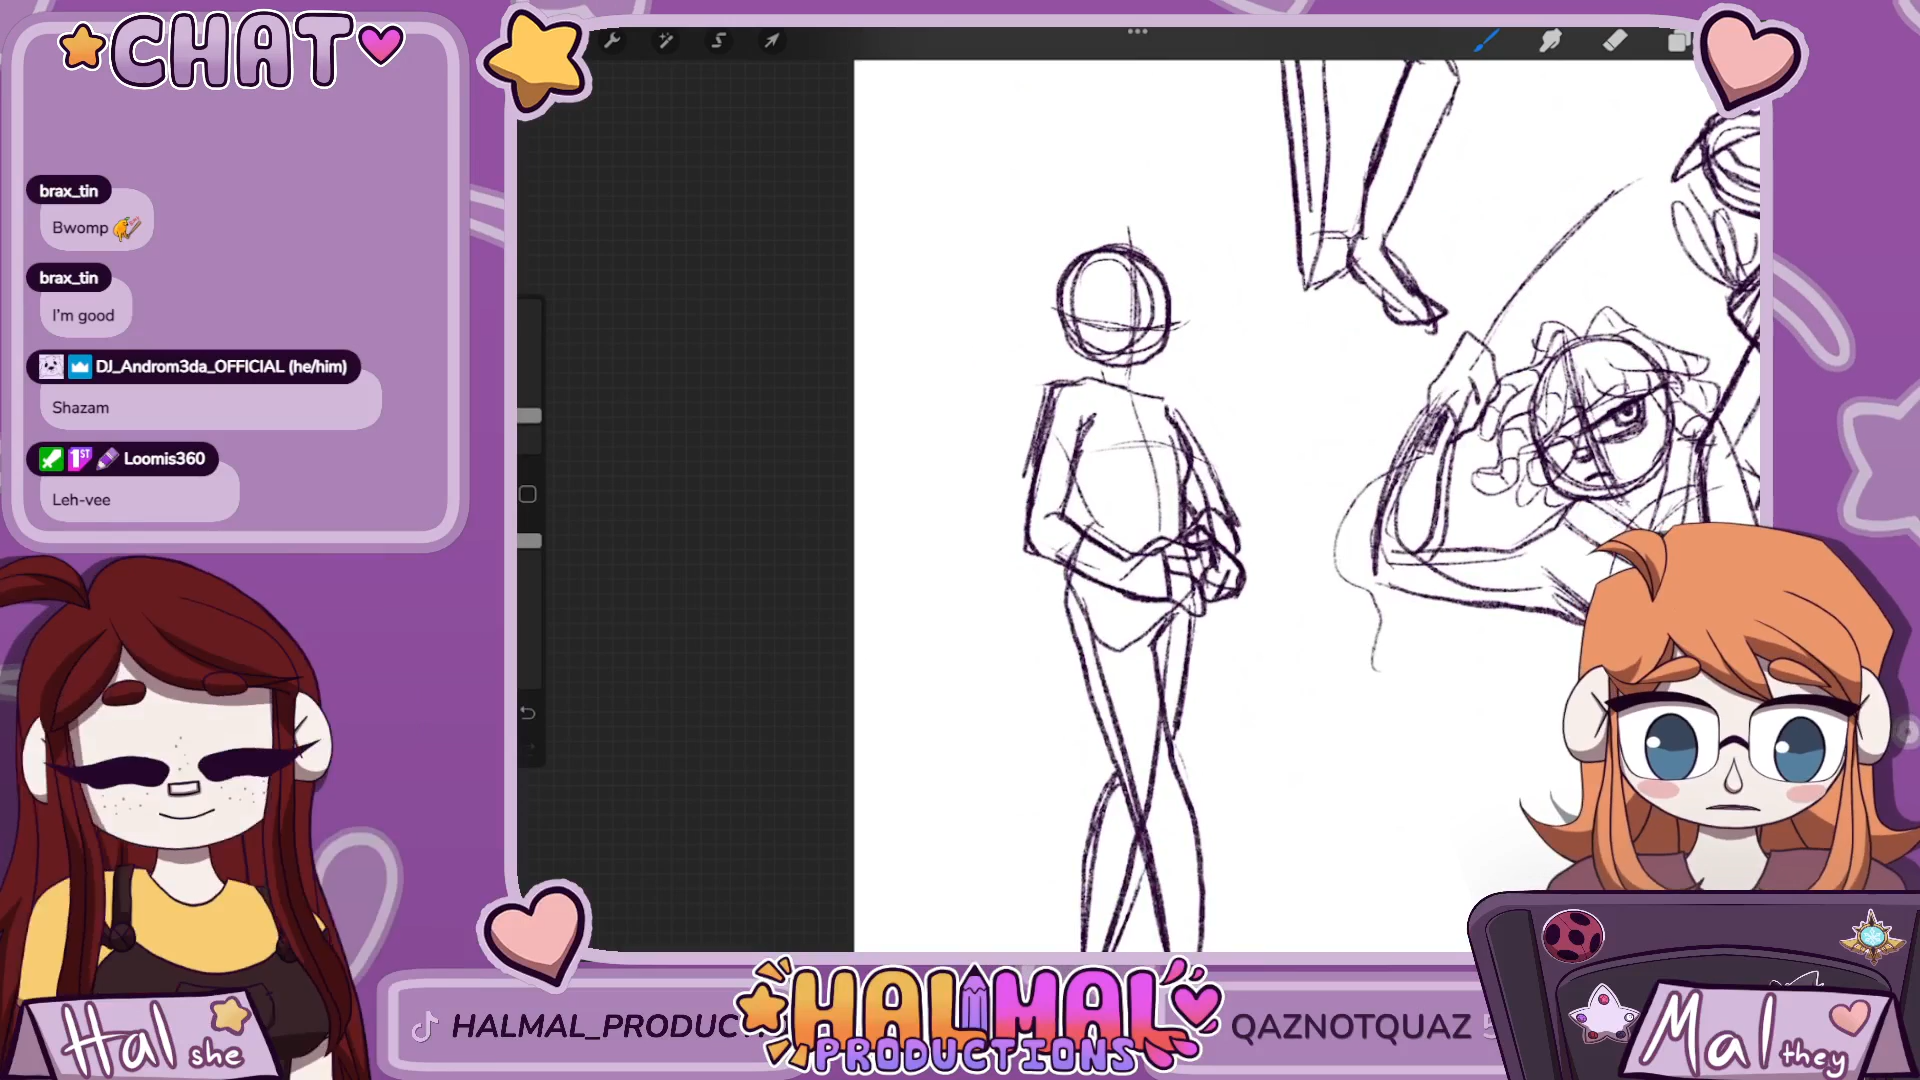 CHAT
brax_tin
Bwomp
brax_tin
I'm good
DJ_Androm3da_OFFICIAL (he/him)
Shazam
1ST Loomis360
Leh-vee
Hal she
HALMAL_PRODUC
HALMAL
PRODUCTIONS
QAZNOTQUAZ
Mal they